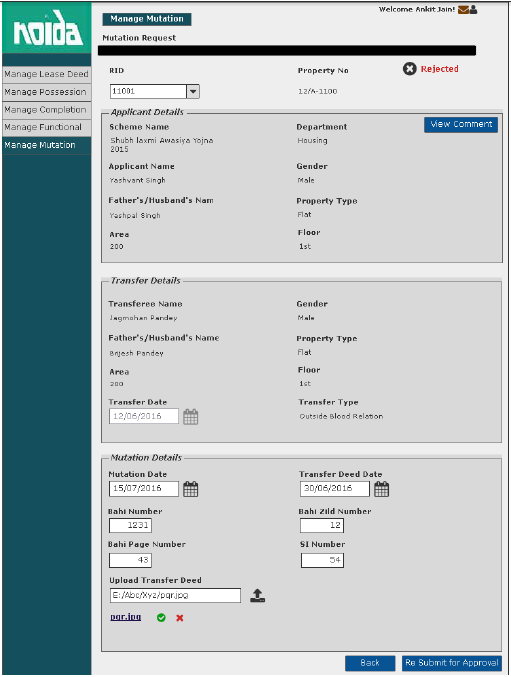 noida
Manage Mutation
Welcome Ankit Jain!
Mutation Request
Manage Lease Deed
Manage Possession
Manage Completion
Manage Functional
Manage Mutation
RID
Property No
Rejected
11001
12/A-1100
Applicant Details
View Comment
Scheme Name
Department
Shubh laxmi Awasiya Yojna
2015
Housing
Applicant Name
Gender
Yashvant Singh
Male
Father's/Husband's Nam
Property Type
Yashpal Singh
Flat
Area
Floor
200
1st
Transfer Details
Transferee Name
Gender
Jagmohan Pandey
Male
Father's/Husband's Name
Property Type
Brijesh Pandey
Flat
Area
Floor
200
1st
Transfer Date
Transfer Type
12/06/2016
Outside Blood Relation
Mutation Details
Mutation Date
Transfer Deed Date
15/07/2016
30/06/2016
Bahi Number
Bahi Zild Number
1231
12
Bahi Page Number
SI Number
43
54
Upload Transfer Deed
E:/Abc/Xyz/pqr.jpg
pqr.jpg
Back
Re Submit for Approval